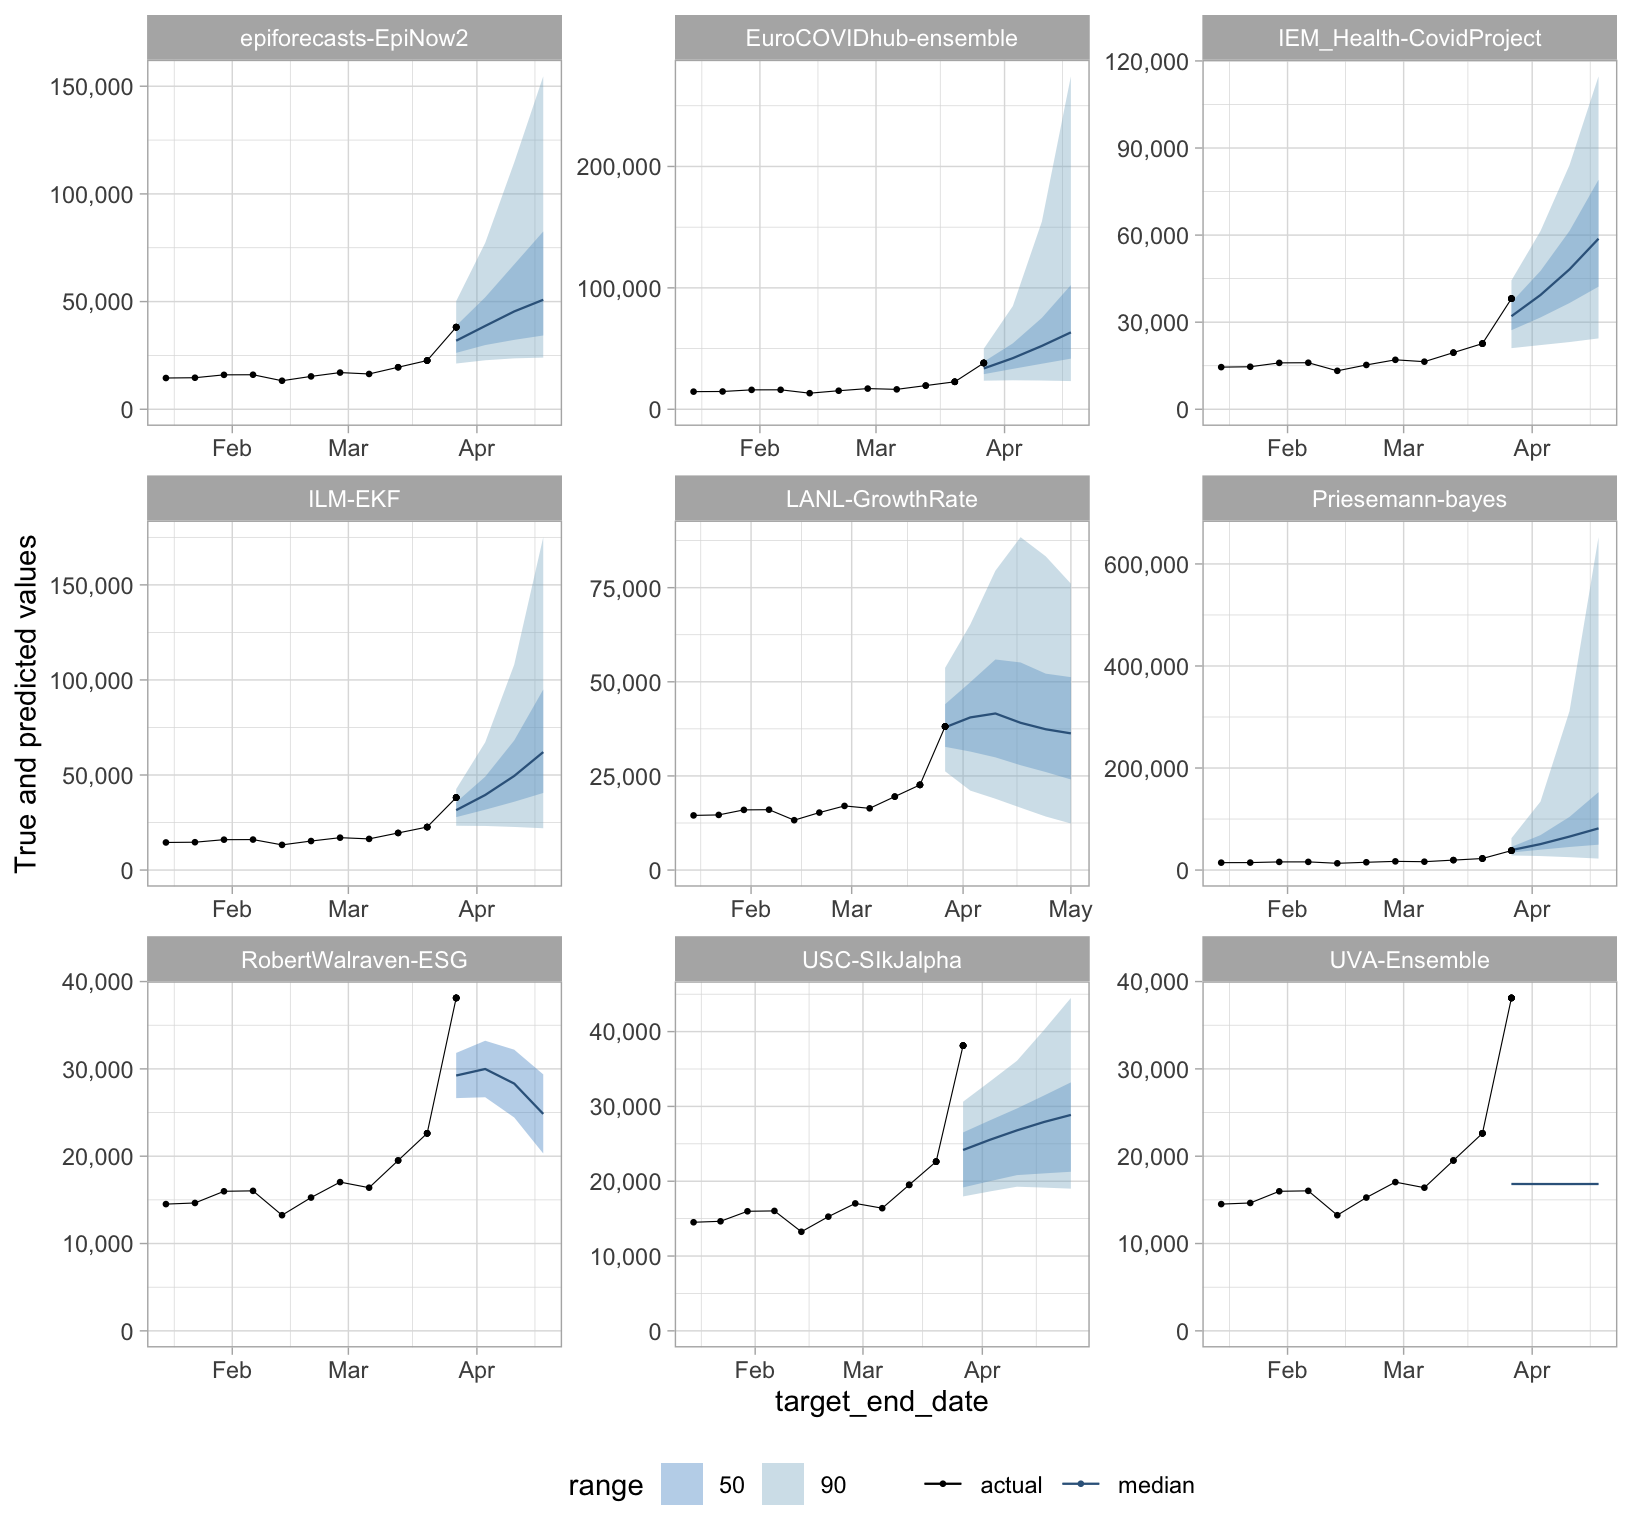 epiforecasts-EpiNow2
EuroCOVIDhub-ensemble
IEM_Health-CovidProject
150,000
100,000
50,000
0
200,000
100,000
0
120,000
90,000
60,000
30,000
0
Feb Mar Apr
Feb Mar Apr
Feb Mar Apr
True and predicted values
ILM-EKF
LANL-GrowthRate
Priesemann-bayes
150,000
100,000
50,000
0
75,000
50,000
25,000
0
600,000
400,000
200,000
0
Feb Mar Apr
Feb Mar Apr May
Feb Mar Apr
RobertWalraven-ESG
USC-SIkJalpha
UVA-Ensemble
40,000
30,000
20,000
10,000
0
40,000
30,000
20,000
10,000
0
40,000
30,000
20,000
10,000
0
Feb Mar Apr
Feb Mar Apr
Feb Mar Apr
target_end_date
range 50 90 actual median